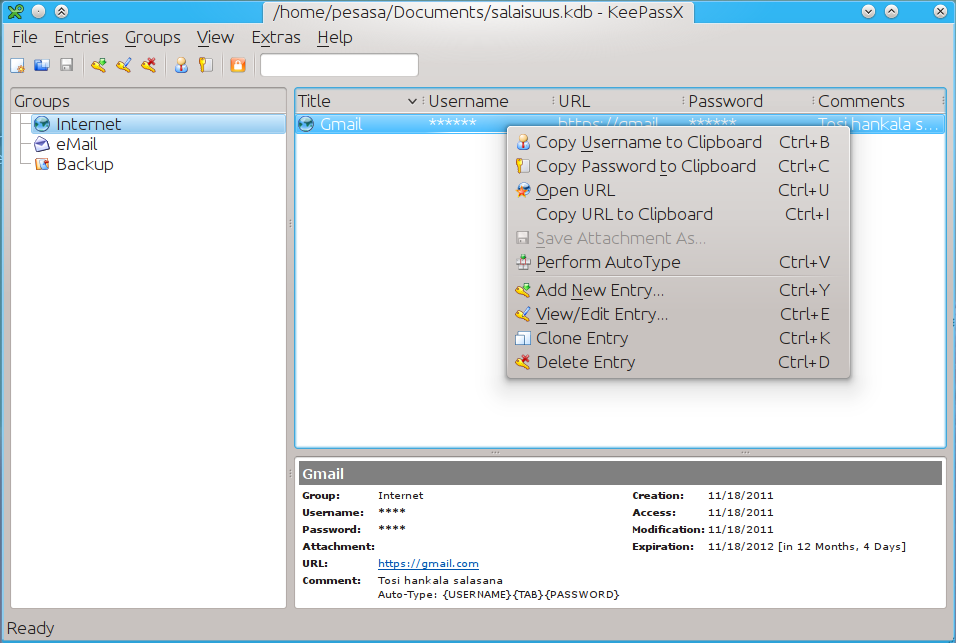 /home/pesasa/Documents/salaisuus.kdb - KeePassX
File Entries Groups View Extras Help
Groups
Internet
eMail
Backup
Title Username URL Password Comments
Gmail ****** https://gmail ****** Tosi hankala s...
Copy Username to Clipboard Ctrl+B
Copy Password to Clipboard Ctrl+C
Open URL Ctrl+U
Copy URL to Clipboard Ctrl+I
Save Attachment As...
Perform AutoType Ctrl+V
Add New Entry... Ctrl+Y
View/Edit Entry... Ctrl+E
Clone Entry Ctrl+K
Delete Entry Ctrl+D
Gmail
Group: Internet Creation: 11/18/2011
Username: **** Access: 11/18/2011
Password: **** Modification: 11/18/2011
Attachment: Expiration: 11/18/2012 [in 12 Months, 4 Days]
URL: https://gmail.com
Comment: Tosi hankala salasana
Auto-Type: {USERNAME}{TAB}{PASSWORD}
Ready